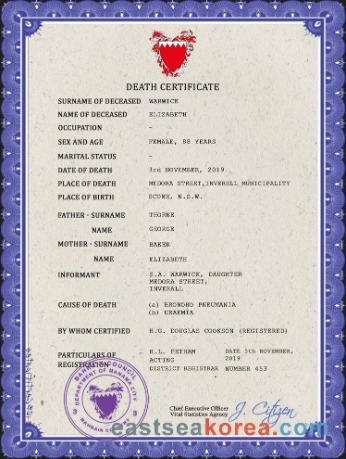 DEATH CERTIFICATE
SURNAME OF DECEASED WARWICK
NAME OF DECEASED ELIZABETH
OCCUPATION -
SEX AND AGE FEMALE, 88 YEARS
MARITAL STATUS -
DATE OF DEATH 3rd NOVEMBER, 2019
PLACE OF DEATH MEDORA STREET, INVERELL MUNICIPALITY
PLACE OF BIRTH N.S.W.
FATHER - SURNAME THORNE
NAME GEORGE
MOTHER - SURNAME BAKER
NAME ELIZABETH
INFORMANT S.A. WARWICK, DAUGHTER
MEDORA STREET,
INVERALL
CAUSE OF DEATH (a) BRONDHO PNEUMANIA
(b) URAEMIA
BY WHOM CERTIFIED H.G. DOUGLAS COOKSON (REGISTERED)
PARTICULARS OF REGISTRATION
R.L. PETHAM
ACTING
DISTRICT REGISTRAR
DATE 5th NOVEMBER,
2019
NUMBER 453
COUNCIL
DEPARTMENT OF MANAMA CITY
BAHRAIN
Chief Executive Officer
Vital Statistics Agency
J. Citizen
eastseakorea.com